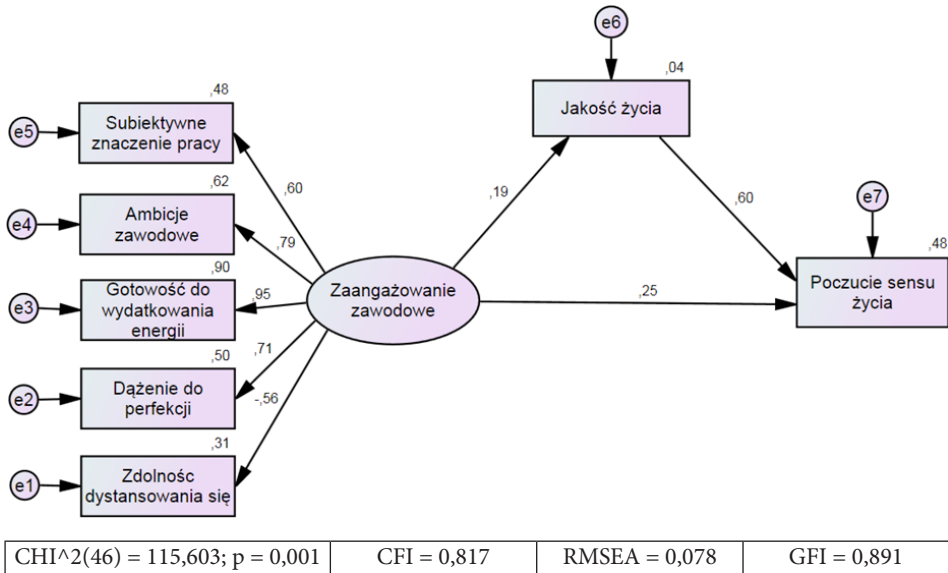 e6
,04
Jakość życia
,48
e5
Subiektywne
znaczenie pracy
,60
,19
,60
,62
e4
Ambicje
zawodowe
,79
e7
,48
Poczucie sensu
życia
,90
e3
Gotowość do
wydatkowania
energii
,95
Zaangażowanie
zawodowe
,25
,50
e2
Dążenie do
perfekcji
,71
-,56
,31
e1
Zdolnośc
dystansowania się
CHI^2(46) = 115,603; p = 0,001
CFI = 0,817
RMSEA = 0,078
GFI = 0,891